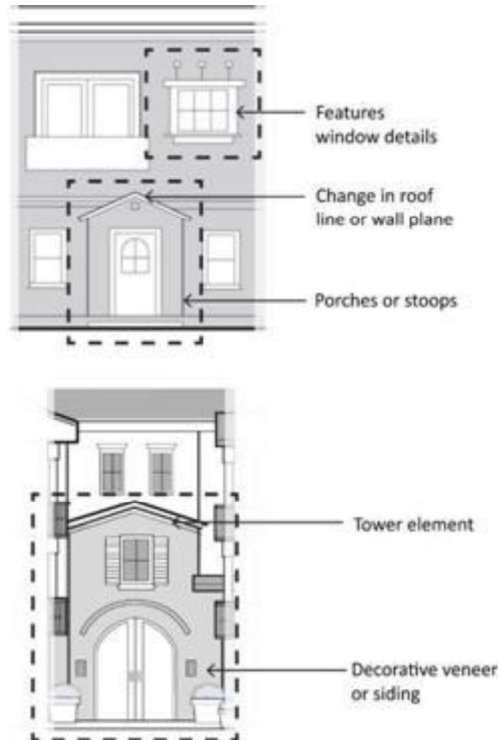 Features
window details
Change in roof
line or wall plane
Porches or stoops
Tower element
Decorative veneer
or siding